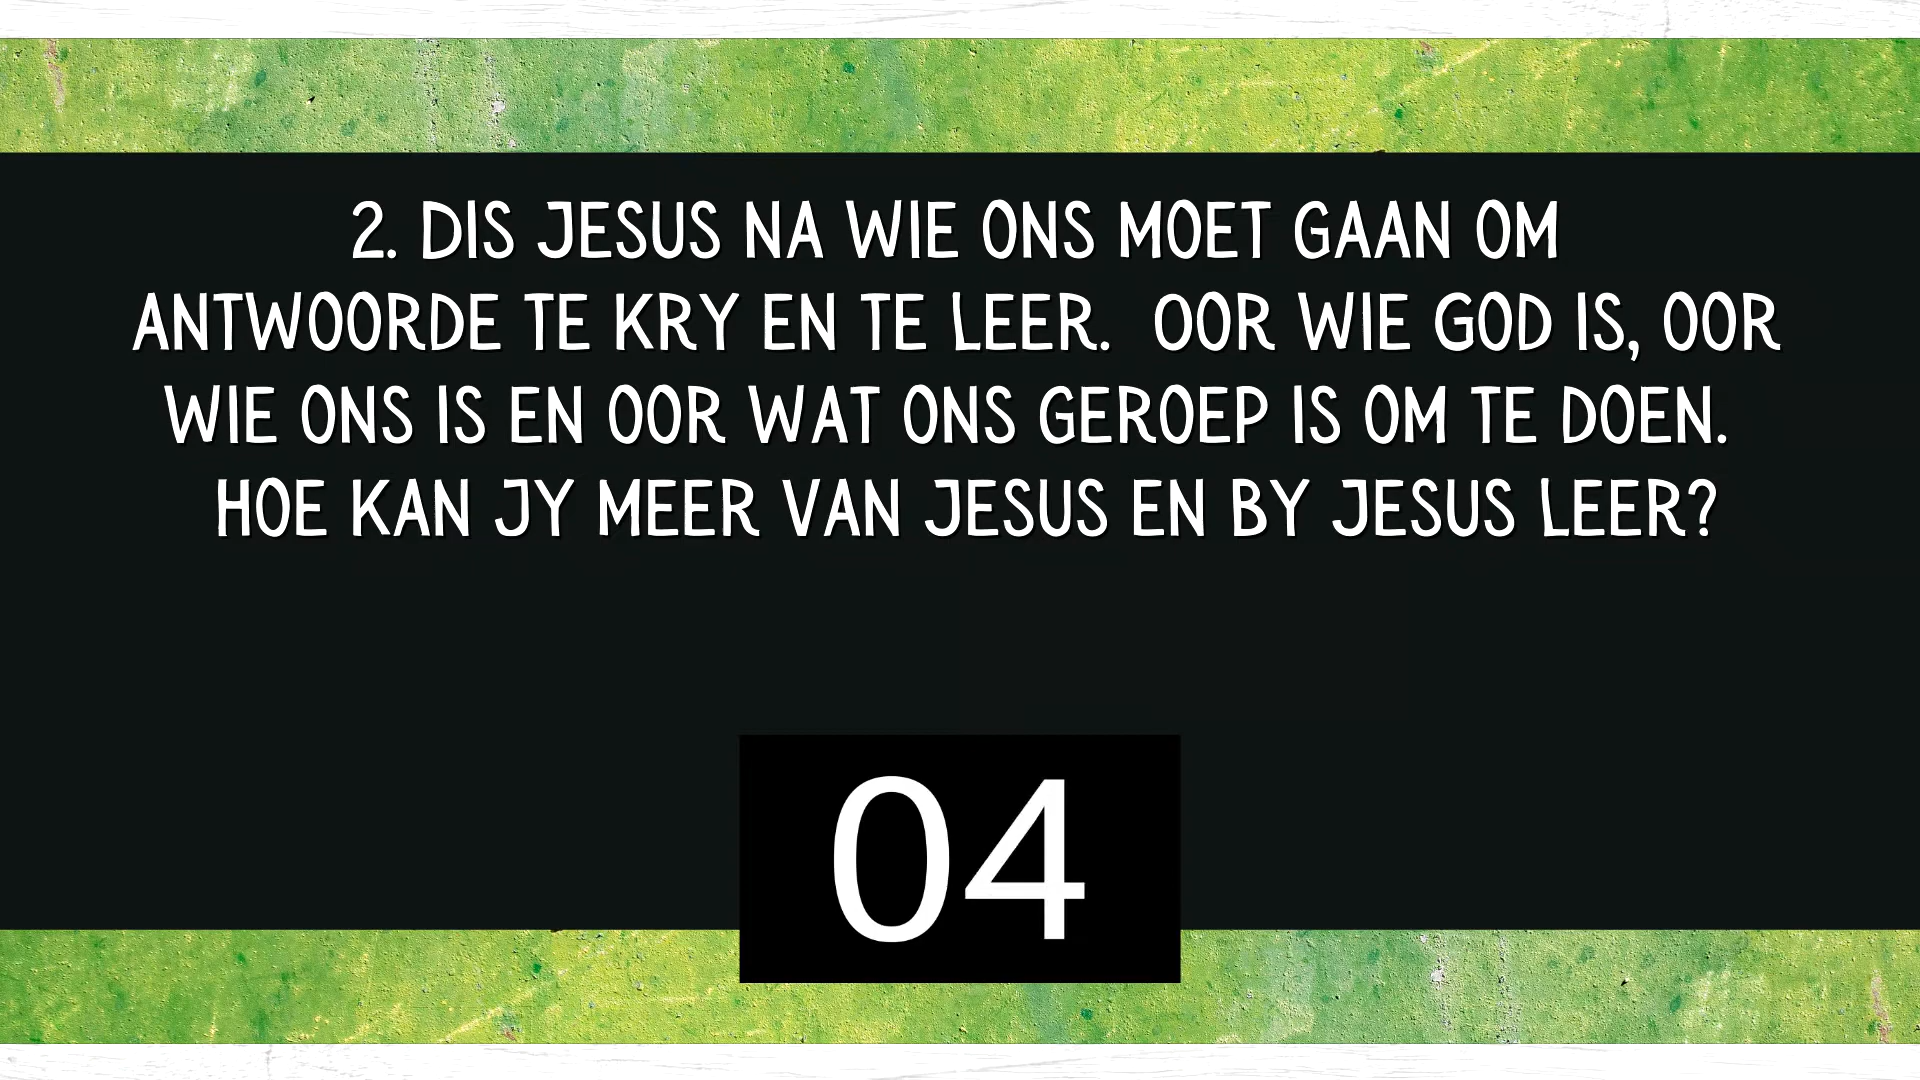 2. DIS JESUS NA WIE ONS MOET GAAN OM
ANTWOORDE TE KRY EN TE LEER.  OOR WIE GOD IS, OOR
WIE ONS IS EN OOR WAT ONS GEROEP IS OM TE DOEN.
HOE KAN JY MEER VAN JESUS EN BY JESUS LEER?
04